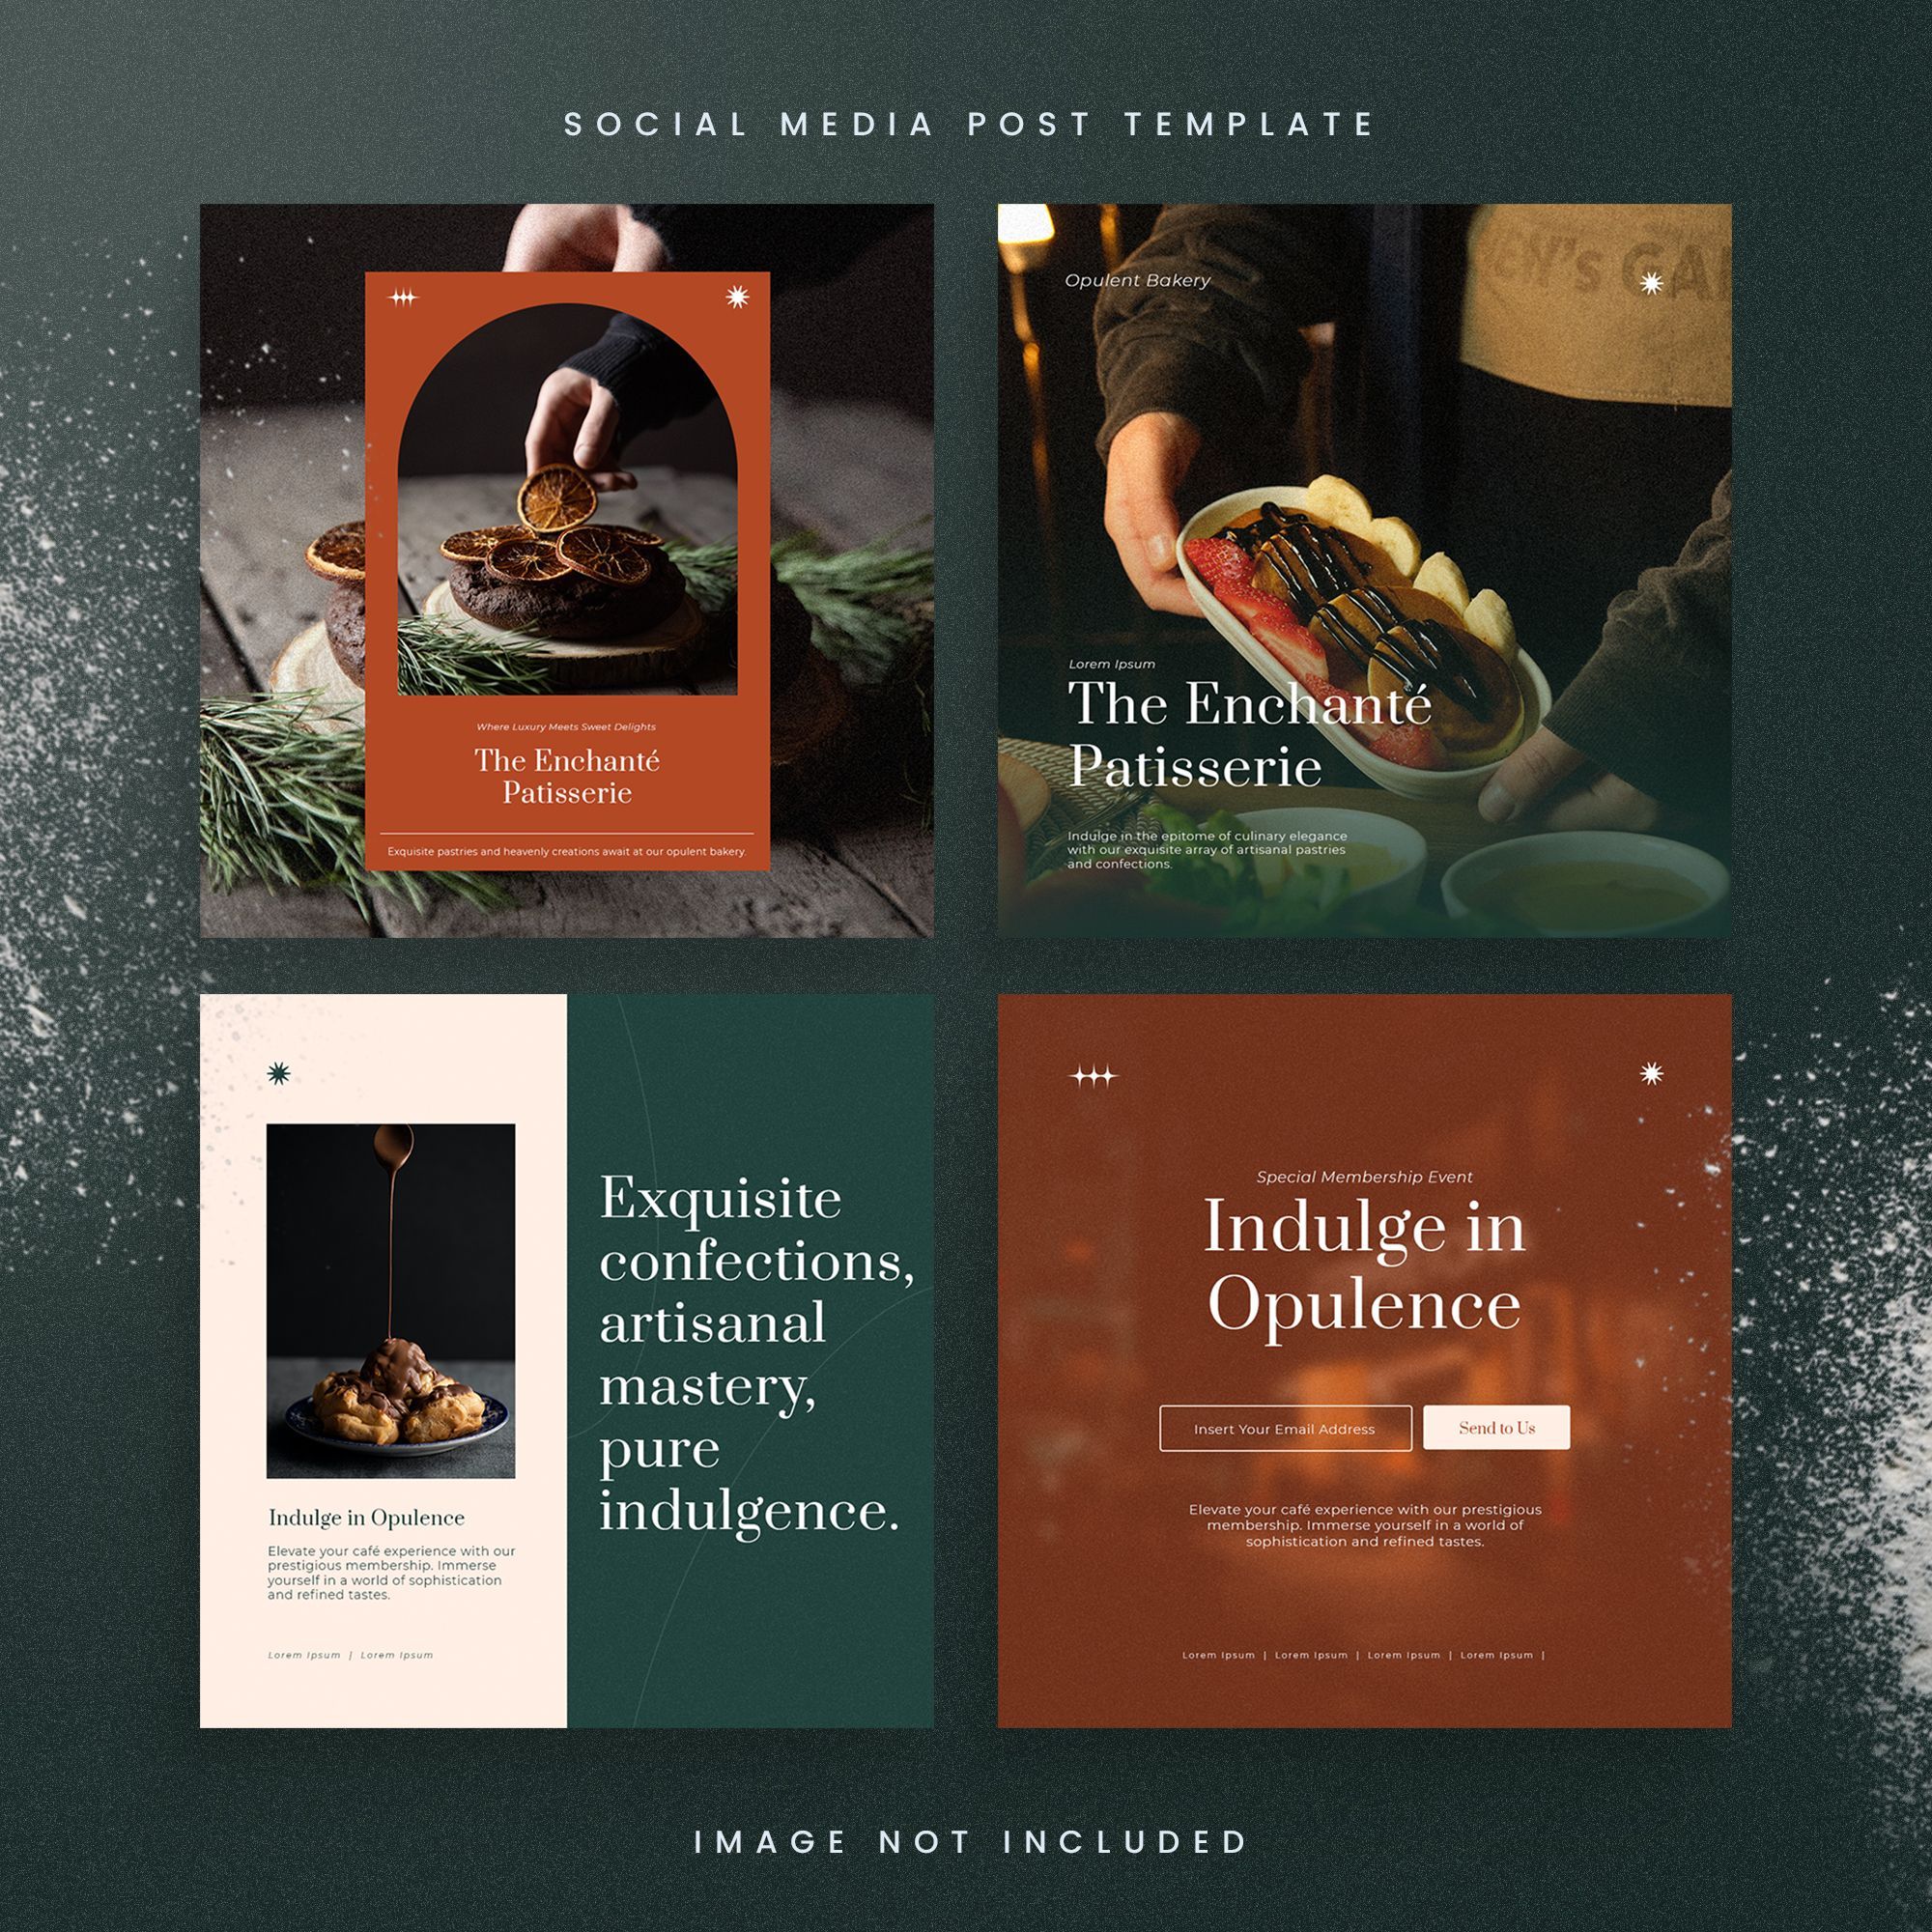 SOCIAL MEDIA POST TEMPLATE
Where Luxury Meets Sweet Delights
The Enchanté
Patisserie
Exquisite pastries and heavenly creations await at our opulent bakery.
Opulent Bakery
Lorem Ipsum
The Enchanté
Patisserie
Indulge in the epitome of culinary elegance
with our exquisite array of artisanal pastries
and confections.
Indulge in Opulence
Elevate your café experience with our
prestigious membership. Immerse
yourself in a world of sophistication
and refined tastes.
Lorem Ipsum | Lorem Ipsum
Exquisite
confections,
artisanal
mastery,
pure
indulgence.
Special Membership Event
Indulge in
Opulence
Insert Your Email Address
Send to Us
Elevate your café experience with our prestigious
membership. Immerse yourself in a world of
sophistication and refined tastes.
Lorem Ipsum | Lorem Ipsum | Lorem Ipsum | Lorem Ipsum |
IMAGE NOT INCLUDED